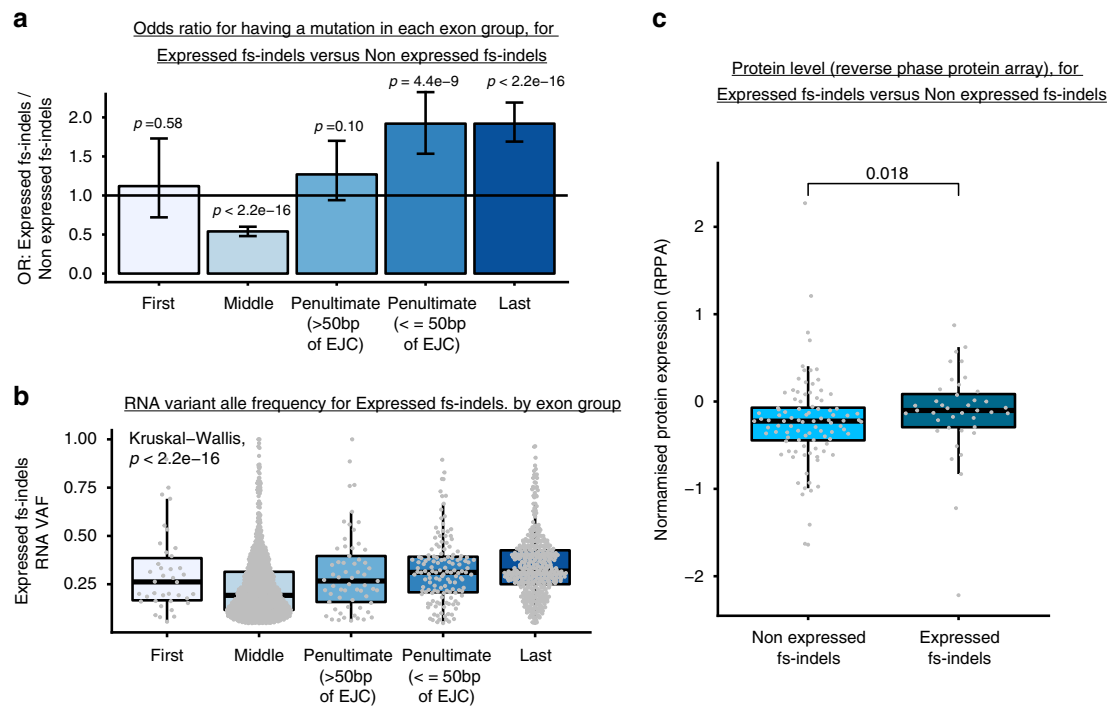 a
Odds ratio for having a mutation in each exon group, for
Expressed fs-indels versus Non expressed fs-indels
OR: Expressed fs-indels /
Non expressed fs-indels
2.0
1.5
1.0
0.5
0.0
p =0.58
p < 2.2e−16
p =0.10
p = 4.4e−9
p < 2.2e−16
First
Middle
Penultimate
(>50bp
of EJC)
Penultimate
(< = 50bp
of EJC)
Last
b
RNA variant alle frequency for Expressed fs-indels. by exon group
Expressed fs-indels
RNA VAF
1.00
0.75
0.50
0.25
Kruskal−Wallis,
p < 2.2e−16
First
Middle
Penultimate
(>50bp
of EJC)
Penultimate
(< = 50bp
of EJC)
Last
c
Protein level (reverse phase protein array), for
Expressed fs-indels versus Non expressed fs-indels
Normamised protein expression (RPPA)
2
1
0
−1
−2
0.018
Non expressed
fs-indels
Expressed
fs-indels